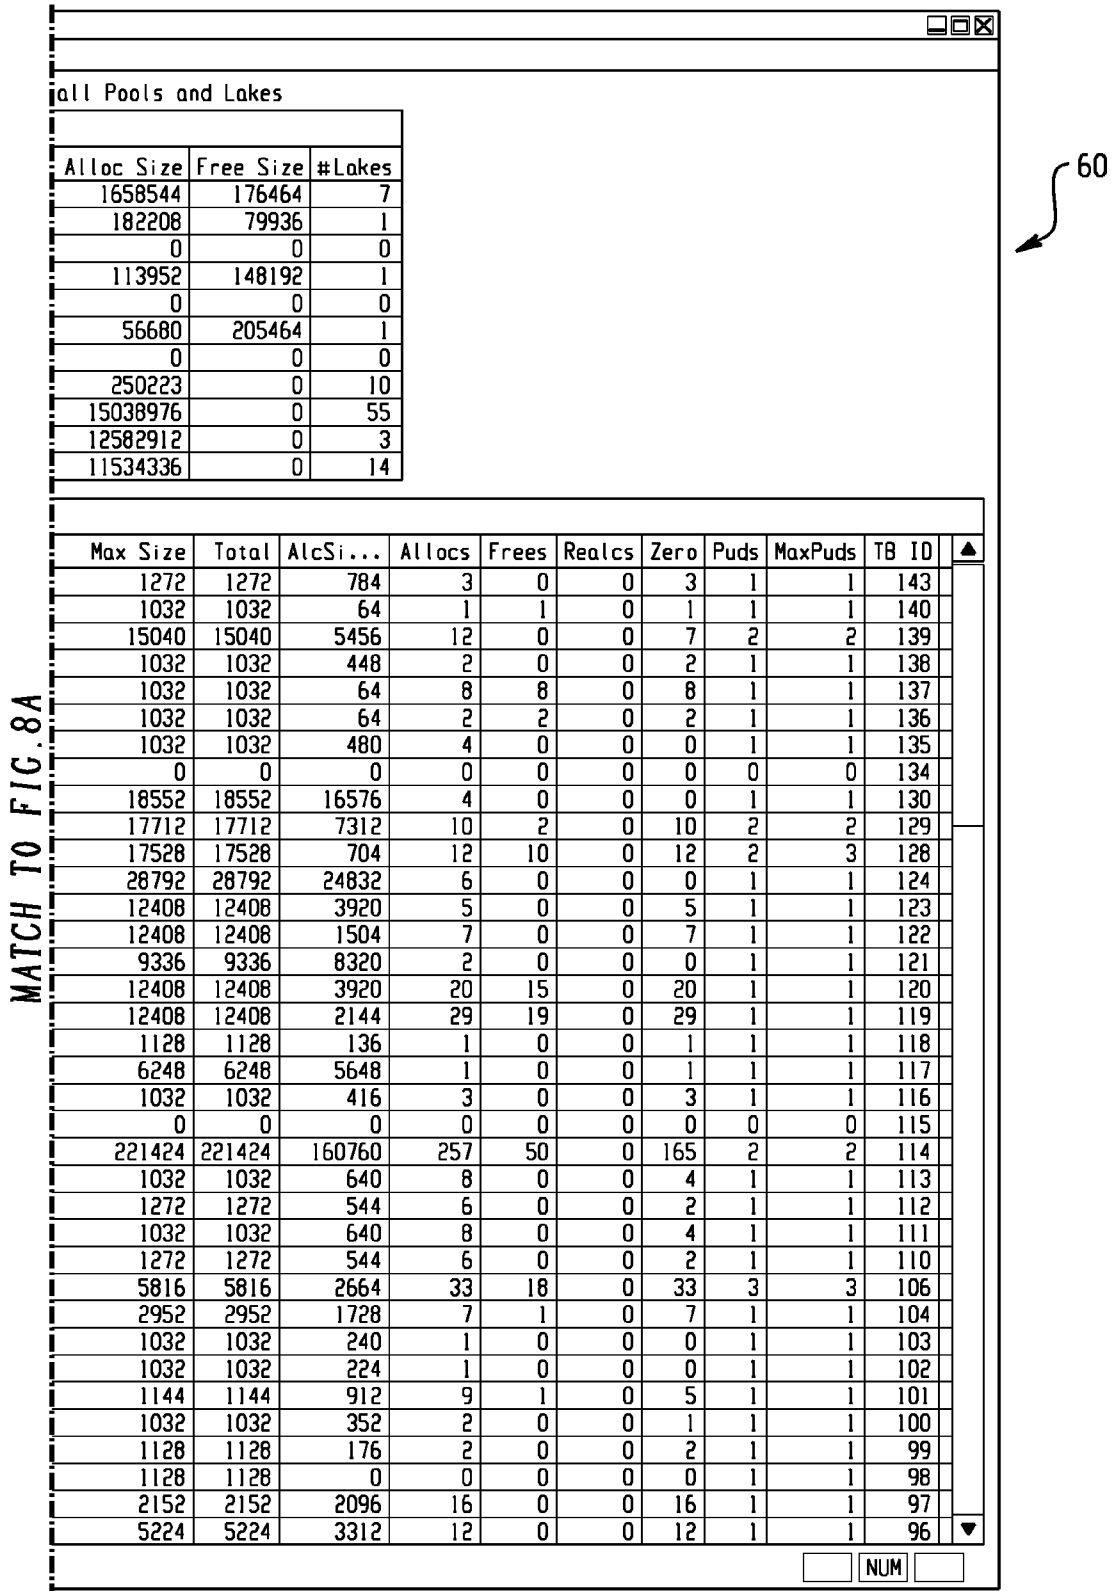 all Pools and Lakes
Alloc Size Free Size #Lakes
1658544 176464 7
182208 79936 1
0 0 0
113952 148192 1
0 0 0
56680 205464 1
0 0 0
250223 0 10
15038976 0 55
12582912 0 3
11534336 0 14
60
Max Size Total AlcSi... Allocs Frees Realcs Zero Puds MaxPuds TB ID
1272 1272 784 3 0 0 3 1 1 143
1032 1032 64 1 1 0 1 1 1 140
15040 15040 5456 12 0 0 7 2 2 139
1032 1032 448 2 0 0 2 1 1 138
1032 1032 64 8 8 0 8 1 1 137
1032 1032 64 2 2 0 2 1 1 136
1032 1032 480 4 0 0 0 1 1 135
0 0 0 0 0 0 0 0 0 134
18552 18552 16576 4 0 0 0 1 1 130
17712 17712 7312 10 2 0 10 2 2 129
17528 17528 704 12 10 0 12 2 3 128
28792 28792 24832 6 0 0 0 1 1 124
12408 12408 3920 5 0 0 5 1 1 123
12408 12408 1504 7 0 0 7 1 1 122
9336 9336 8320 2 0 0 0 1 1 121
12408 12408 3920 20 15 0 20 1 1 120
12408 12408 2144 29 19 0 29 1 1 119
1128 1128 136 1 0 0 1 1 1 118
6248 6248 5648 1 0 0 1 1 1 117
1032 1032 416 3 0 0 3 1 1 116
0 0 0 0 0 0 0 0 0 115
221424 221424 160760 257 50 0 165 2 2 114
1032 1032 640 8 0 0 4 1 1 113
1272 1272 544 6 0 0 2 1 1 112
1032 1032 640 8 0 0 4 1 1 111
1272 1272 544 6 0 0 2 1 1 110
5816 5816 2664 33 18 0 33 3 3 106
2952 2952 1728 7 1 0 7 1 1 104
1032 1032 240 1 0 0 0 1 1 103
1032 1032 224 1 0 0 0 1 1 102
1144 1144 912 9 1 0 5 1 1 101
1032 1032 352 2 0 0 1 1 1 100
1128 1128 176 2 0 0 2 1 1 99
1128 1128 0 0 0 0 0 1 1 98
2152 2152 2096 16 0 0 16 1 1 97
5224 5224 3312 12 0 0 12 1 1 96
NUM
MATCH TO FIG.8A